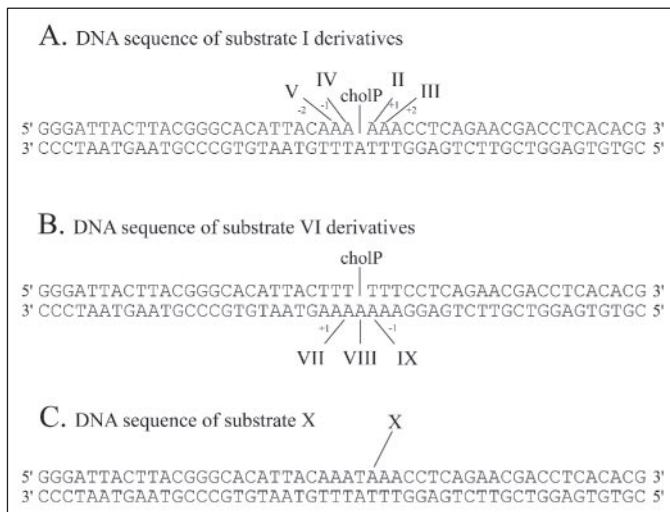 A. DNA sequence of substrate I derivatives
IV II
V cholP III
-2 -1 +1 +2
5' GGGATTACTTACGGGCACATTACAAA AAACCTCAGAACGACCTCACACG 3'
3' CCCTAATGAATGCCCGTGTAATGTTTATTTGGAGTCTTGCTGGAGTGTGC 5'
B. DNA sequence of substrate VI derivatives
cholP
5' GGGATTACTTACGGGCACATTACTTT TTTCCTCAGAACGACCTCACACG 3'
3' CCCTAATGAATGCCCGTGTAATGAAAAAAAGGAGTCTTGCTGGAGTGTGC 5'
+1 -1
VII VIII IX
C. DNA sequence of substrate X
X
5' GGGATTACTTACGGGCACATTACAAATAAACCTCAGAACGACCTCACACG 3'
3' CCCTAATGAATGCCCGTGTAATGTTTATTTGGAGTCTTGCTGGAGTGTGC 5'